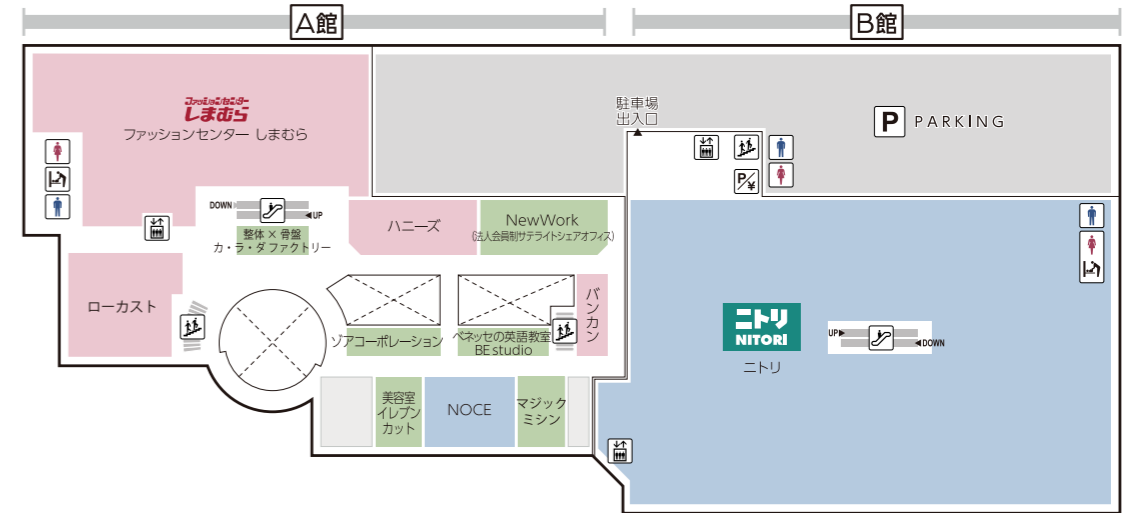 A館
B館
ファッションセンター
しまむら
ファッションセンター しまむら
駐車場
出入口
P PARKING
P/¥
DOWN
UP
整体 × 骨盤
カ・ラ・ダ ファクトリー
ハニーズ
NewWork
(法人会員制サテライトシェアオフィス)
ローカスト
バンカン
ゾアコーポレーション
ベネッセの英語教室
BE studio
ニトリ
NITORI
ニトリ
UP
DOWN
美容室
イレブン
カット
NOCE
マジック
ミシン